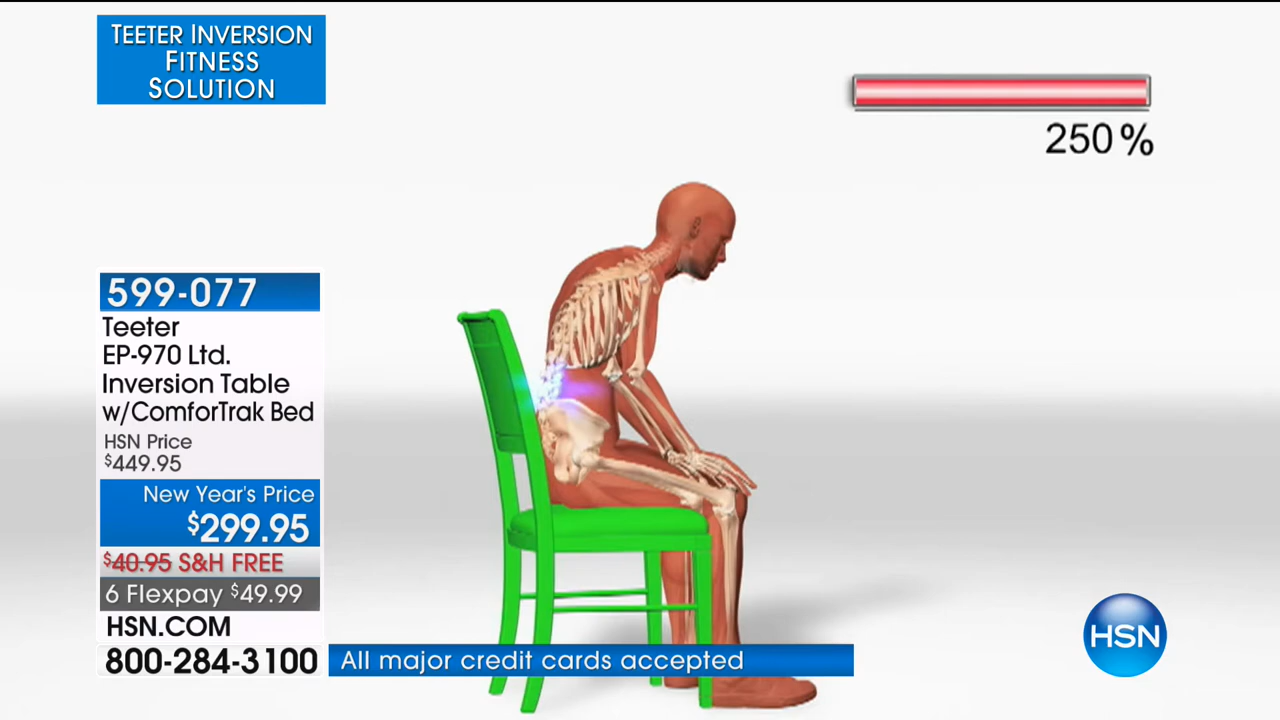 TEETER INVERSION
FITNESS
SOLUTION
250%
599-077
Teeter
EP-970 Ltd.
Inversion Table
w/ComforTrak Bed
HSN Price
$449.95
New Year's Price
$299.95
$40.95 S&H FREE
6 Flexpay $49.99
HSN.COM
800-284-3100
All major credit cards accepted
HSN